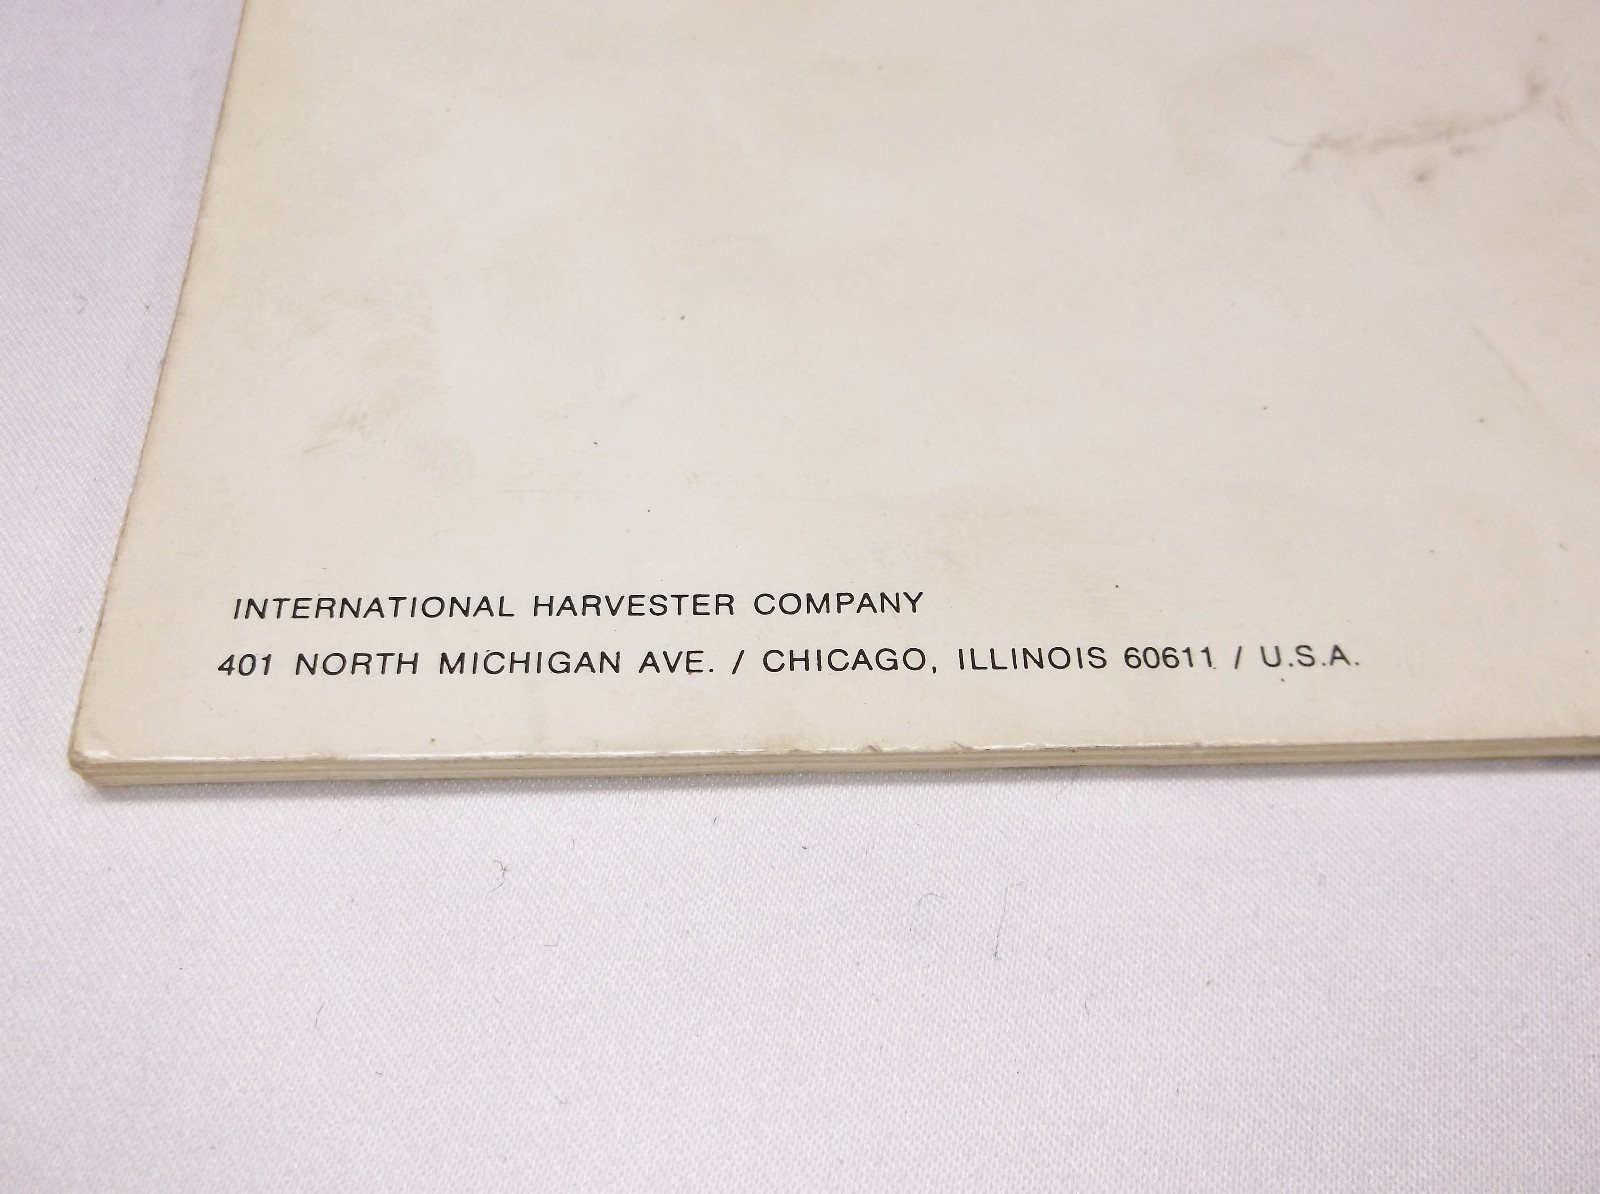 INTERNATIONAL HARVESTER COMPANY
401 NORTH MICHIGAN AVE. / CHICAGO, ILLINOIS 60611 / U.S.A.